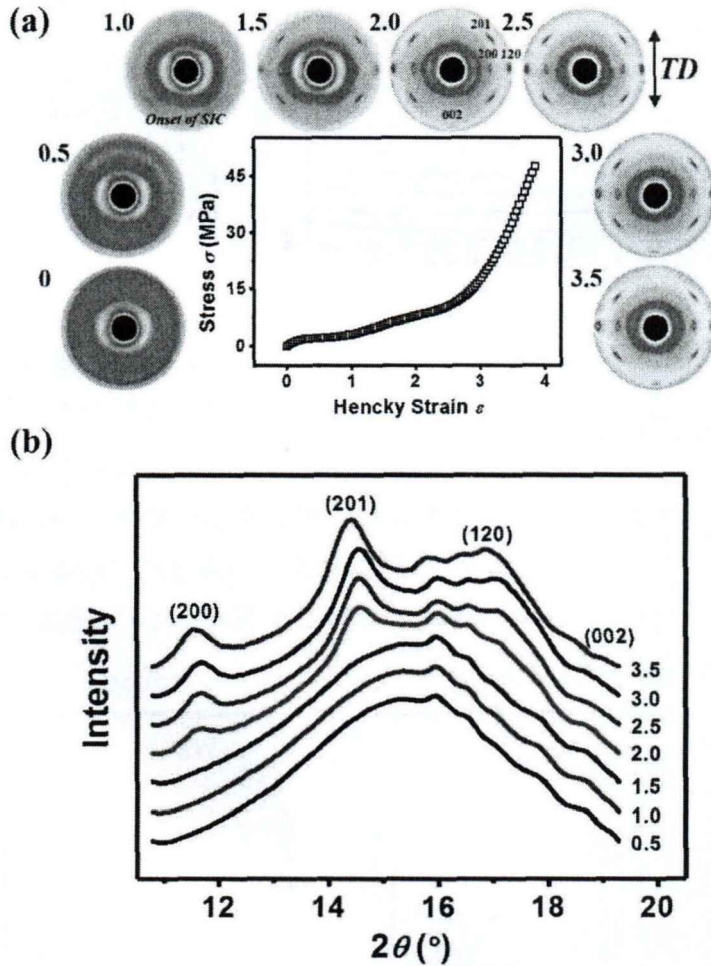 (a)
1.0
1.5
2.0
2.5
201
200 120
002
TD
Onset of SIC
0.5
3.0
0
3.5
45
30
15
0
Stress σ (MPa)
0 1 2 3 4
Hencky Strain ε
(b)
(201)
(120)
(200)
(002)
3.5
3.0
2.5
2.0
1.5
1.0
0.5
Intensity
12 14 16 18 20
2θ (°)